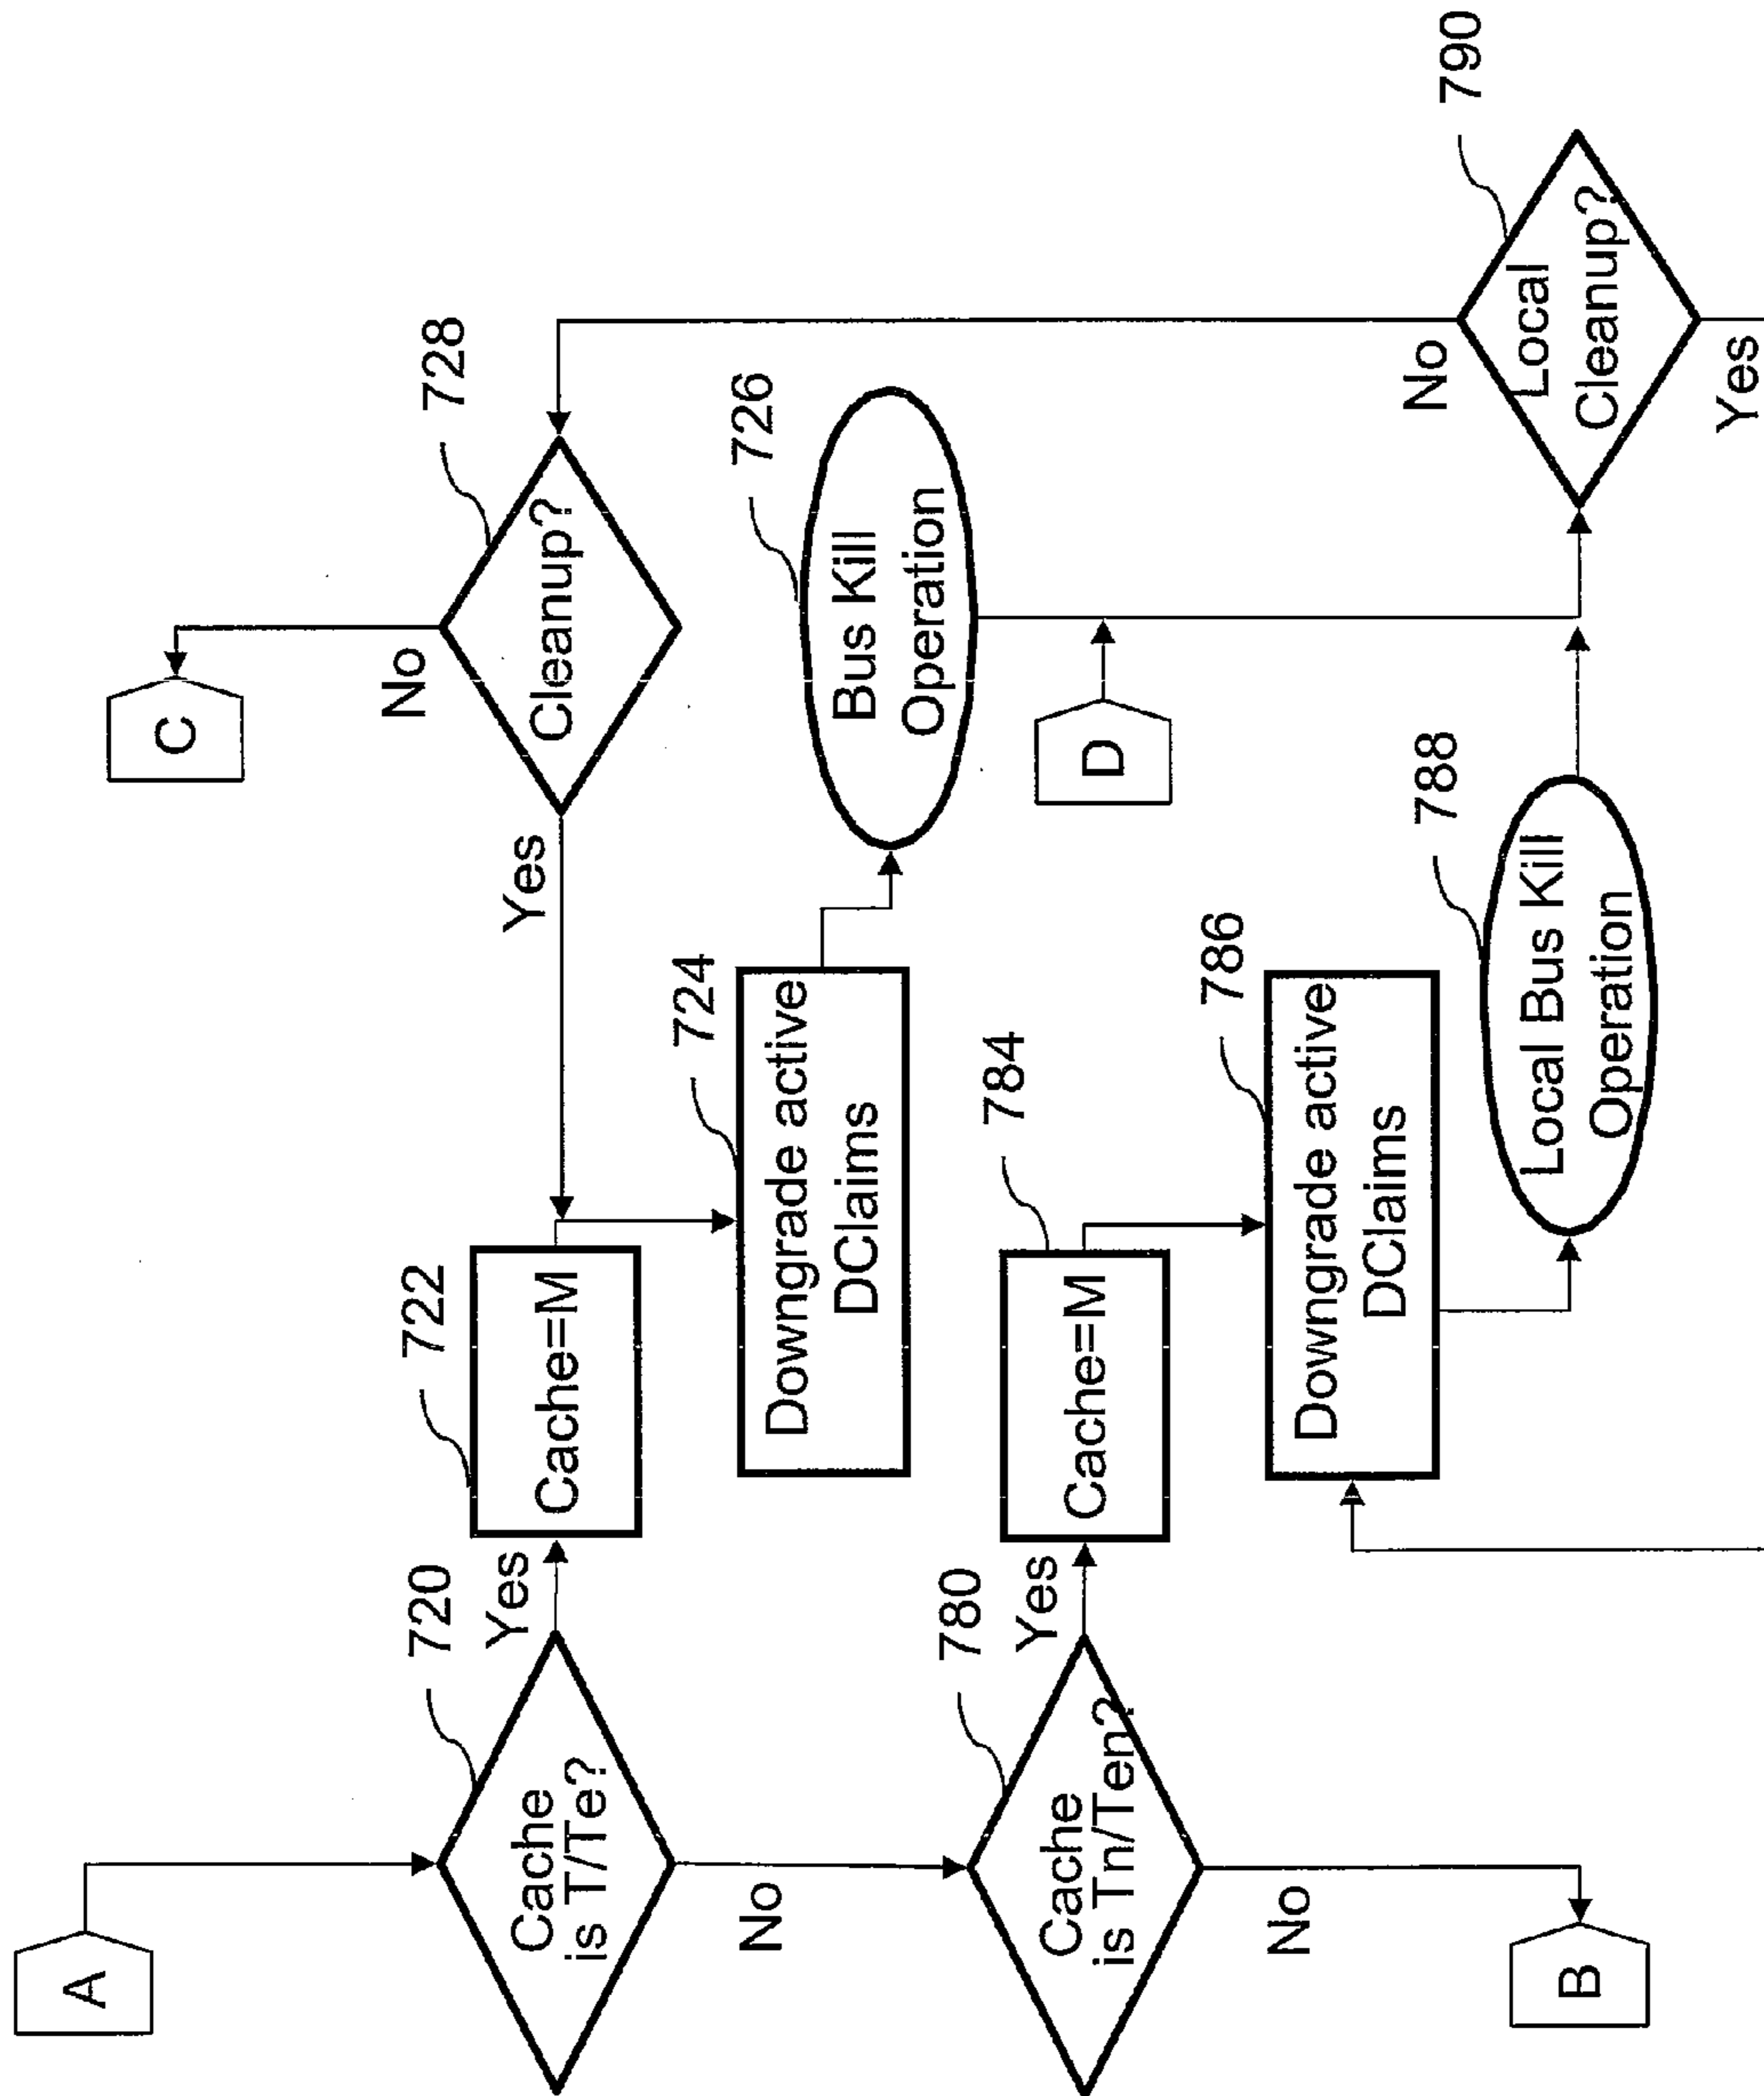 A
720
Cache
is T/Te?
Yes
No
722
Cache=M
724
Downgrade active
DClaims
726
Bus Kill
Operation
728
Cleanup?
Yes
No
C
780
Cache
is Tn/Ten?
Yes
No
B
784
Cache=M
786
Downgrade active
DClaims
788
Local Bus Kill
Operation
D
790
Local
Cleanup?
No
Yes